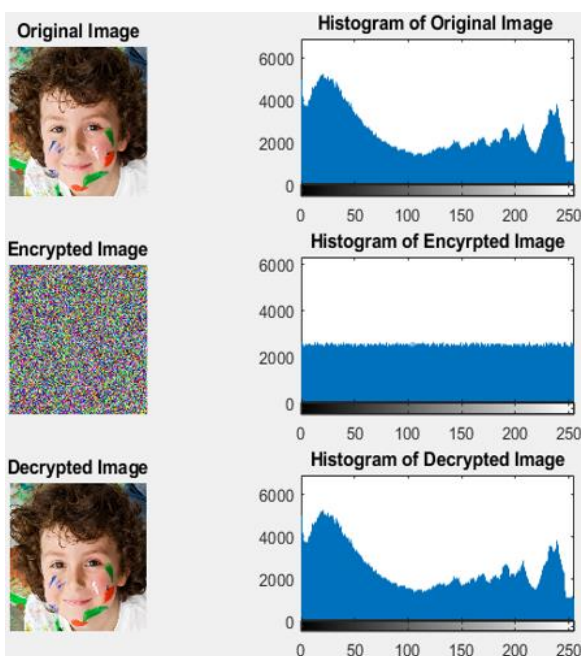 Original Image
Histogram of Original Image
6000
4000
2000
0
0 50 100 150 200 250
Encrypted Image
Histogram of Encyrpted Image
6000
4000
2000
0
0 50 100 150 200 250
Decrypted Image
Histogram of Decrypted Image
6000
4000
2000
0
0 50 100 150 200 250